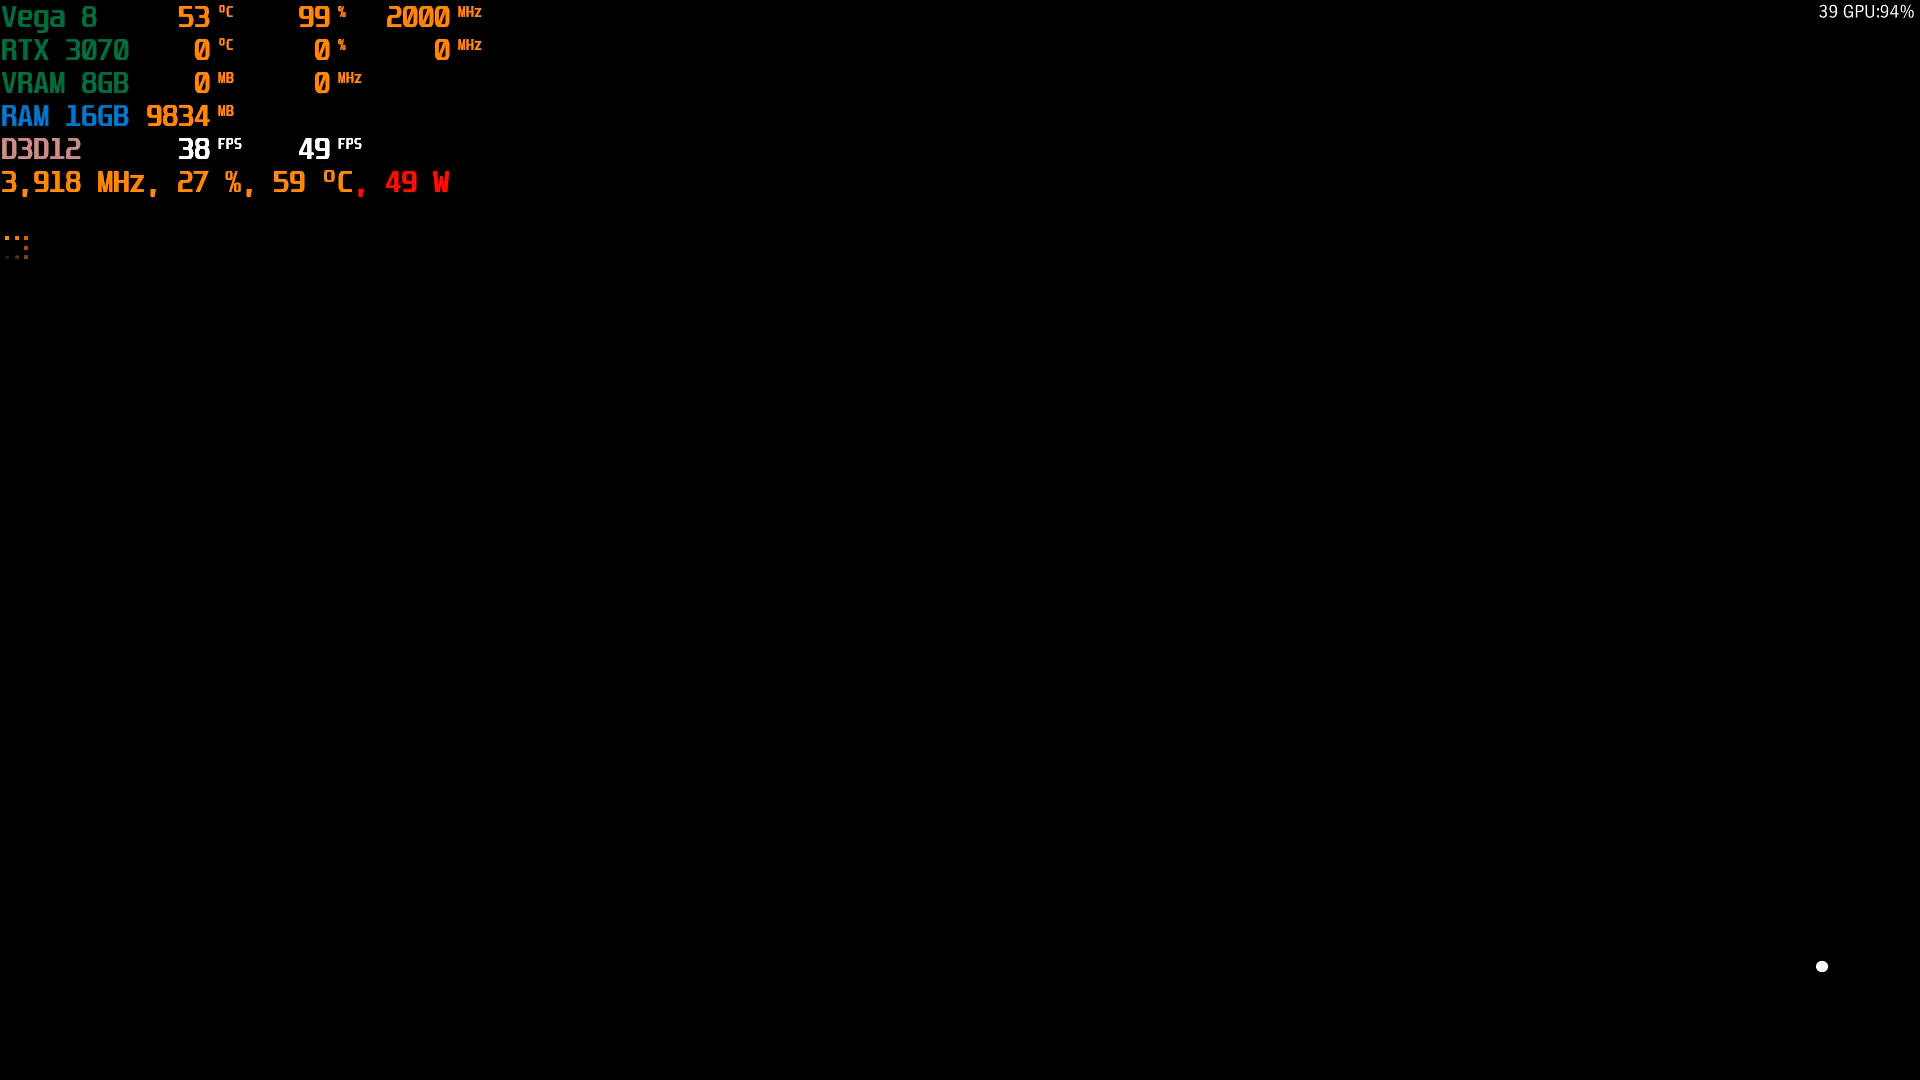 Vega 8 53 °C 99 % 2000 MHz
39 GPU:94%
RTX 3070 0 °C 0 % 0 MHz
VRAM 8GB 0 MB 0 MHz
RAM 16GB 9834 MB
D3D12 38 FPS 49 FPS
3,918 MHz, 27 %, 59 °C, 49 W